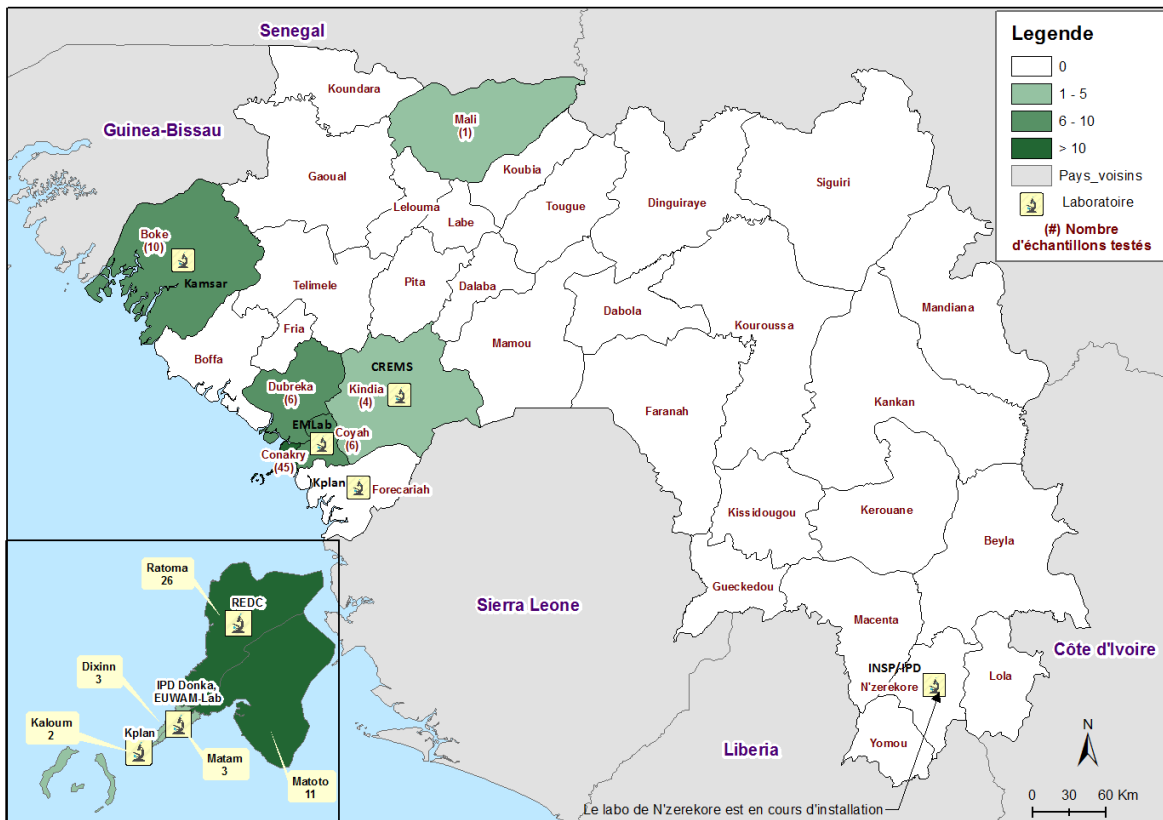 Senegal
Guinea-Bissau
Koundara
Mali
(1)
Gaoual
Koubia
Lelouma
Labe
Tougue
Dinguiraye
Siguiri
Boke
(10)
Kamsar
Telimele
Pita
Dalaba
Fria
Boffa
Mamou
Dabola
Kouroussa
Mandiana
CREMS
Dubreka
(6)
Kindia
(4)
EMLab
Coyah
(6)
Conakry
(45)
Kplan
Forecariah
Faranah
Kankan
Kissidougou
Kerouane
Beyla
Gueckedou
Macenta
Sierra Leone
INSP/IPD
N'zerekore
Lola
Yomou
Côte d'Ivoire
Liberia
Le labo de N'zerekore est en cours d'installation
Legende
0
1 - 5
6 - 10
> 10
Pays_voisins
Laboratoire
(#) Nombre
d'échantillons testés
Ratoma
26
REDC
Dixinn
3
IPD Donka,
EUWAM-Lab
Kaloum
2
Kplan
Matam
3
Matoto
11
N
0 30 60 Km